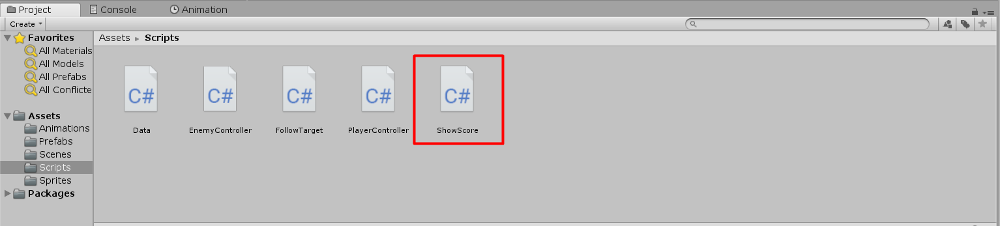 Project Console Animation
Create
Favorites
All Materials
All Models
All Prefabs
All Conflicte
Assets
Animations
Prefabs
Scenes
Scripts
Sprites
Packages
Assets ▸ Scripts
C# C# C# C# C#
Data EnemyController FollowTarget PlayerController ShowScore